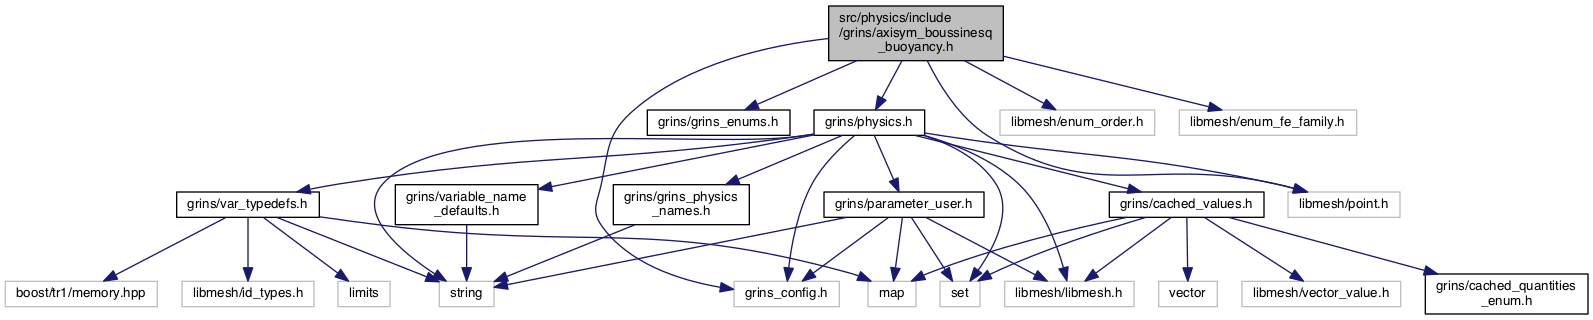 src/physics/include
/grins/axisym_boussinesq
_buoyancy.h
grins/grins_enums.h
grins/physics.h
libmesh/enum_order.h
libmesh/enum_fe_family.h
grins/var_typedefs.h
grins/variable_name
_defaults.h
grins/grins_physics
_names.h
grins/parameter_user.h
grins/cached_values.h
libmesh/point.h
boost/tr1/memory.hpp
libmesh/id_types.h
limits
string
grins_config.h
map
set
libmesh/libmesh.h
vector
libmesh/vector_value.h
grins/cached_quantities
_enum.h